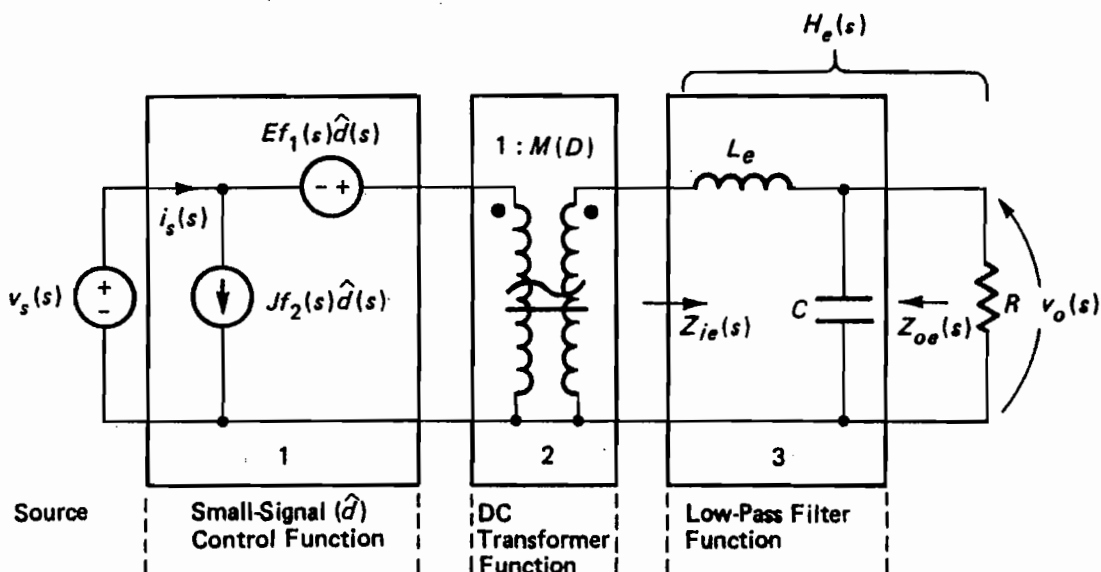 H_e(s)
Ef_1(s)d̂(s)
1 : M(D)
L_e
- +
i_s(s)
v_s(s)
+
-
Jf_2(s)d̂(s)
Z_ie(s)
C
Z_oe(s)
R
v_o(s)
1
2
3
Source
Small-Signal (d̂)
Control Function
DC
Transformer
Function
Low-Pass Filter
Function